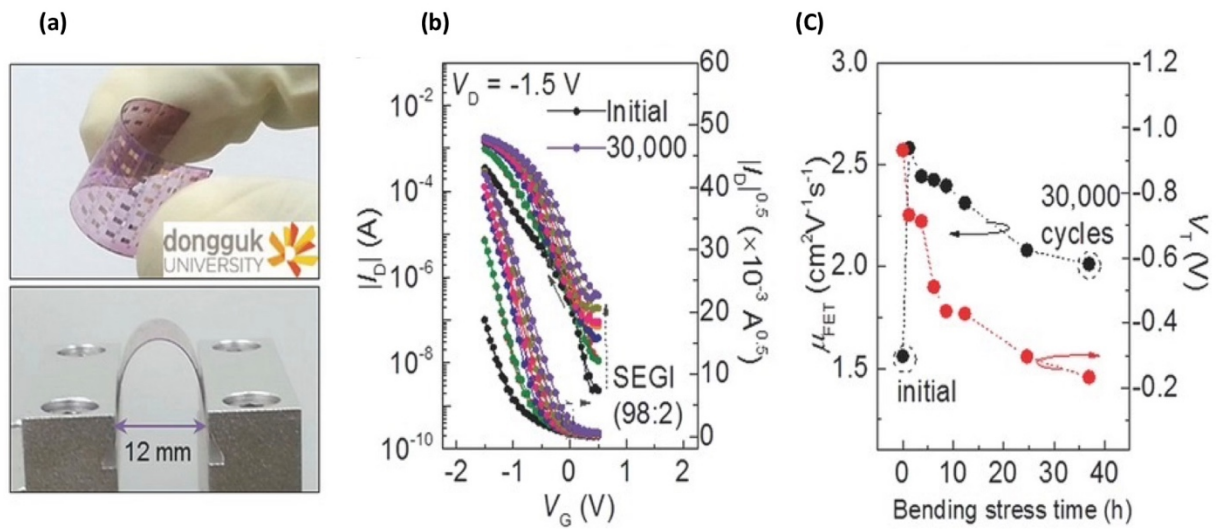 (a)
dongguk
UNIVERSITY
12 mm
(b)
V_D = -1.5 V
Initial
30,000
SEGI
(98:2)
|I_D| (A)
10⁻²
10⁻⁴
10⁻⁶
10⁻⁸
10⁻¹⁰
-2 -1 0 1 2
V_G (V)
60
50
40
30
20
10
0
|I_D|^0.5 (×10⁻³ A^0.5)
(C)
μ_FET (cm²V⁻¹s⁻¹)
3.0
2.5
2.0
1.5
30,000
cycles
initial
0 10 20 30 40
Bending stress time (h)
-1.2
-1.0
-0.8
-0.6
-0.4
-0.2
V_T (V)